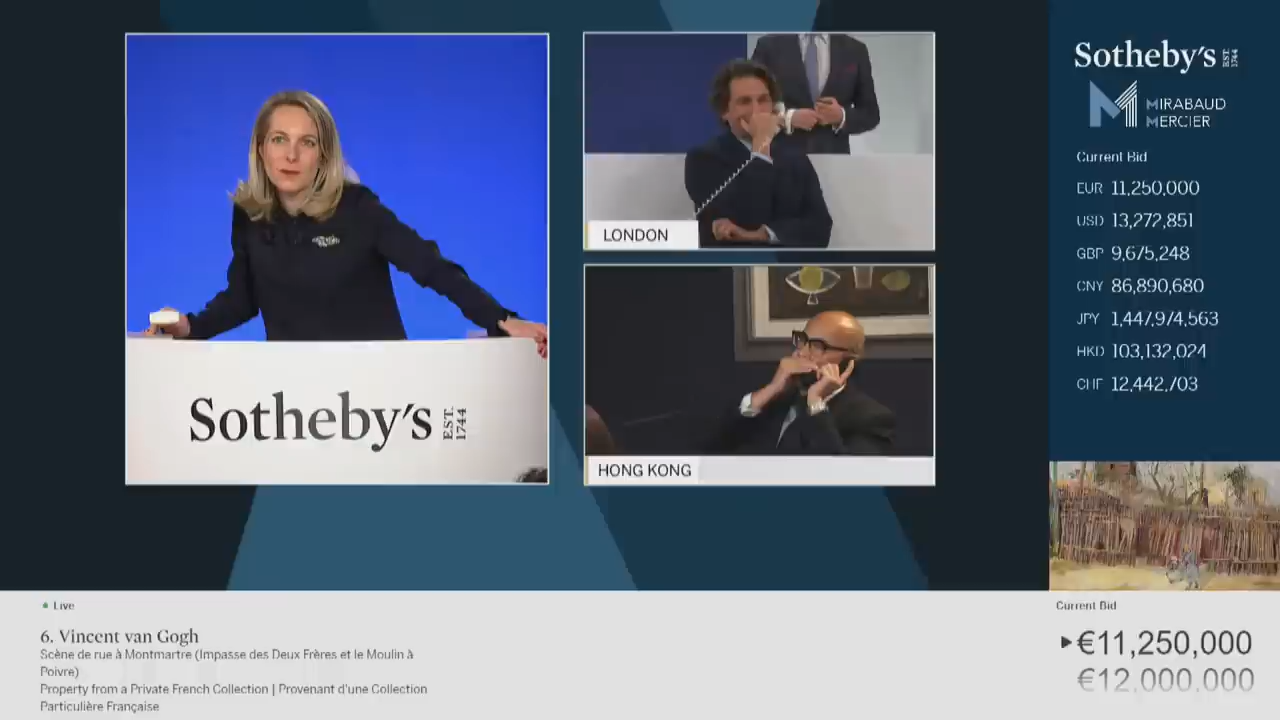 Sotheby's EST. 1744
LONDON
HONG KONG
Sotheby's EST. 1744
MIRABAUD
MERCIER
Current Bid
EUR 11,250,000
USD 13,272,851
GBP 9,675,248
CNY 86,890,680
JPY 1,447,974,563
HKD 103,132,024
CHF 12,442,703
Live
6. Vincent van Gogh
Scène de rue à Montmartre (Impasse des Deux Frères et le Moulin à
Poivre)
Property from a Private French Collection | Provenant d'une Collection
Particulière Française
Current Bid
€11,250,000
€12,000,000